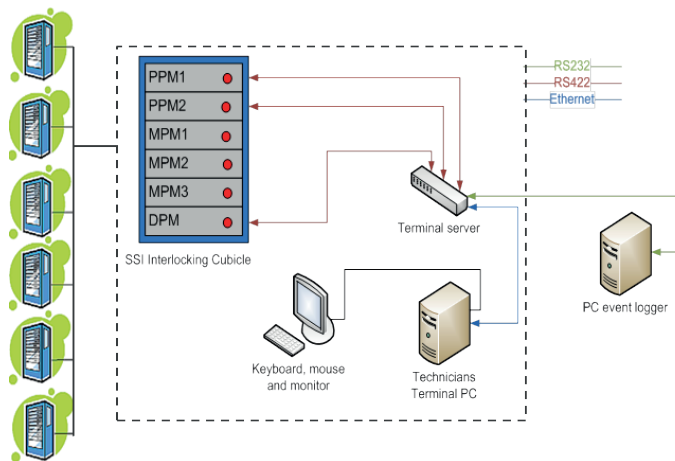 PPM1
PPM2
MPM1
MPM2
MPM3
DPM
SSI Interlocking Cubicle
RS232
RS422
Ethernet
Terminal server
PC event logger
Keyboard, mouse
and monitor
Technicians
Terminal PC